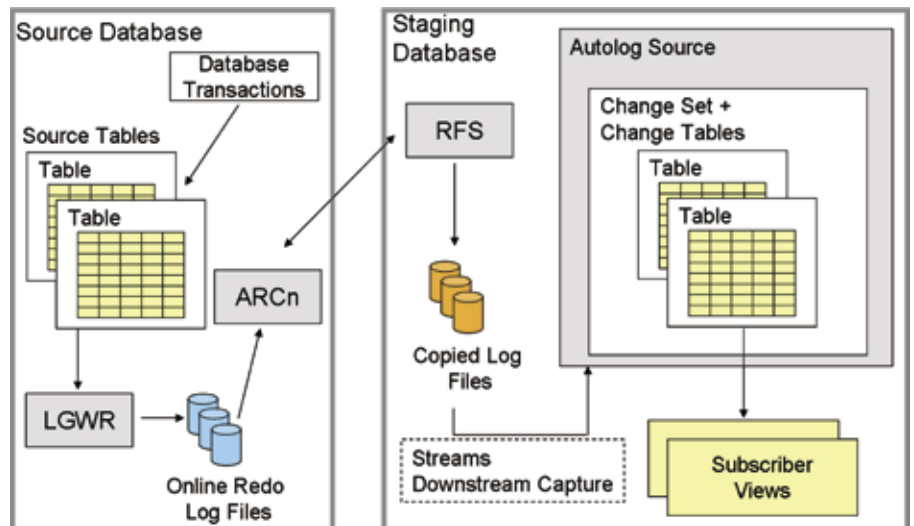 Source Database
Database
Transactions
Source Tables
Table
Table
ARCn
LGWR
Online Redo
Log Files
Staging
Database
RFS
Copied Log
Files
Streams
Downstream Capture
Autolog Source
Change Set +
Change Tables
Table
Table
Subscriber
Views